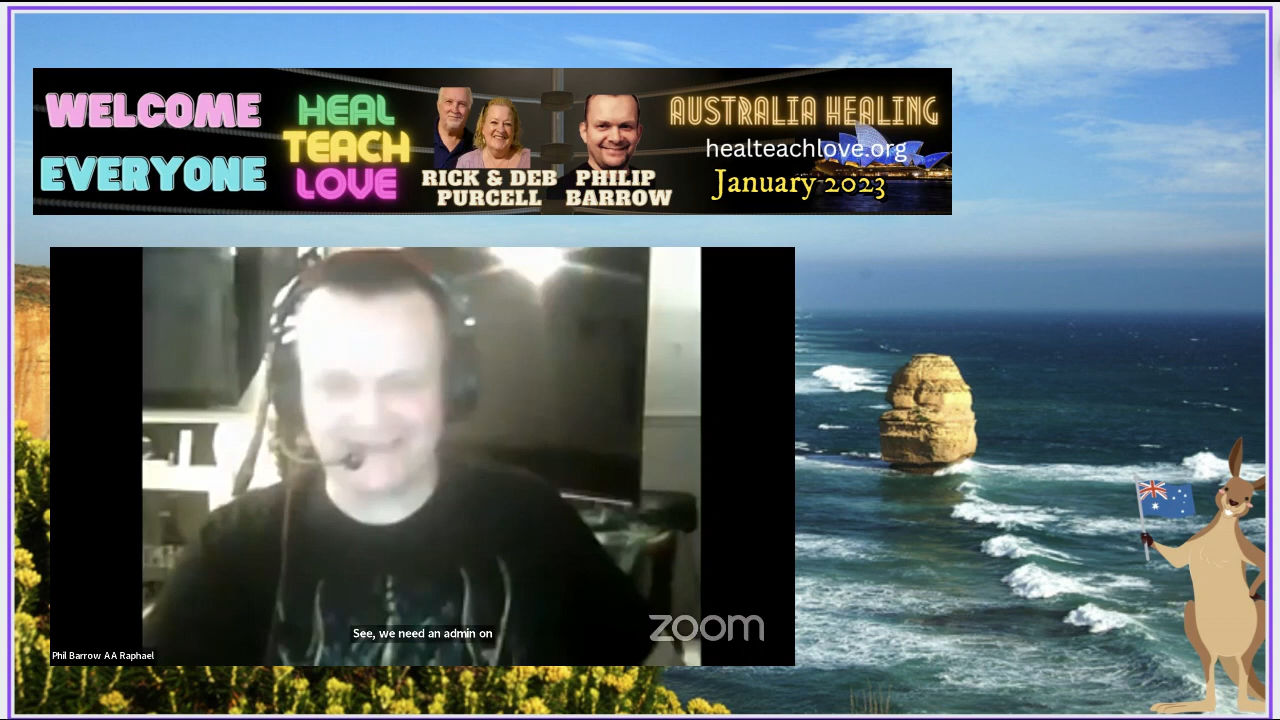 WELCOME
EVERYONE
HEAL
TEACH
LOVE
RICK & DEB
PURCELL
PHILIP
BARROW
AUSTRALIA HEALING
healteachlove.org
January 2023
See, we need an admin on
zoom
Phil Barrow AA Raphael